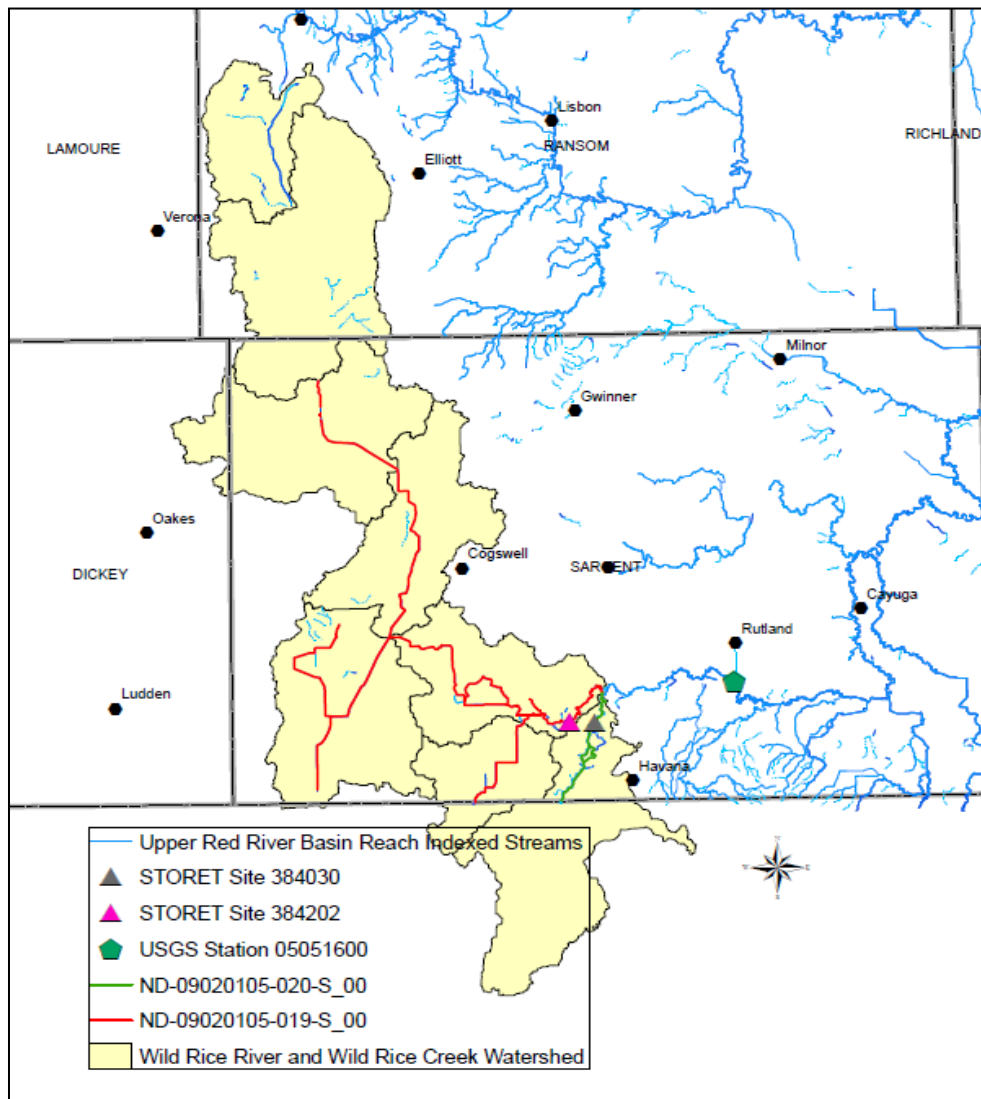 Lisbon
LAMOURE
RANSOM
RICHLAND
Elliott
Verona
Milnor
Gwinner
Oakes
Cogswell
SARGENT
DICKEY
Cayuga
Rutland
Ludden
Havana
Upper Red River Basin Reach Indexed Streams
STORET Site 384030
STORET Site 384202
USGS Station 05051600
ND-09020105-020-S_00
ND-09020105-019-S_00
Wild Rice River and Wild Rice Creek Watershed